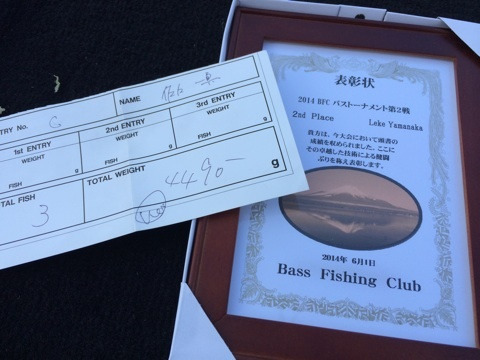 ENTRY No. 6
NAME
1st ENTRY
2nd ENTRY
3rd ENTRY
WEIGHT
WEIGHT
WEIGHT
FISH g
FISH g
FISH g
TOTAL FISH
3
TOTAL WEIGHT
4490 g
表彰状
2014 BFC バストーナメント第2戦
2nd Place Lake Yamanaka
貴方は、今大会において頭書の
成績を収められました。ここに
その卓越した技術による健闘
ぶりを称え表彰します。
2014年 6月1日
Bass Fishing Club